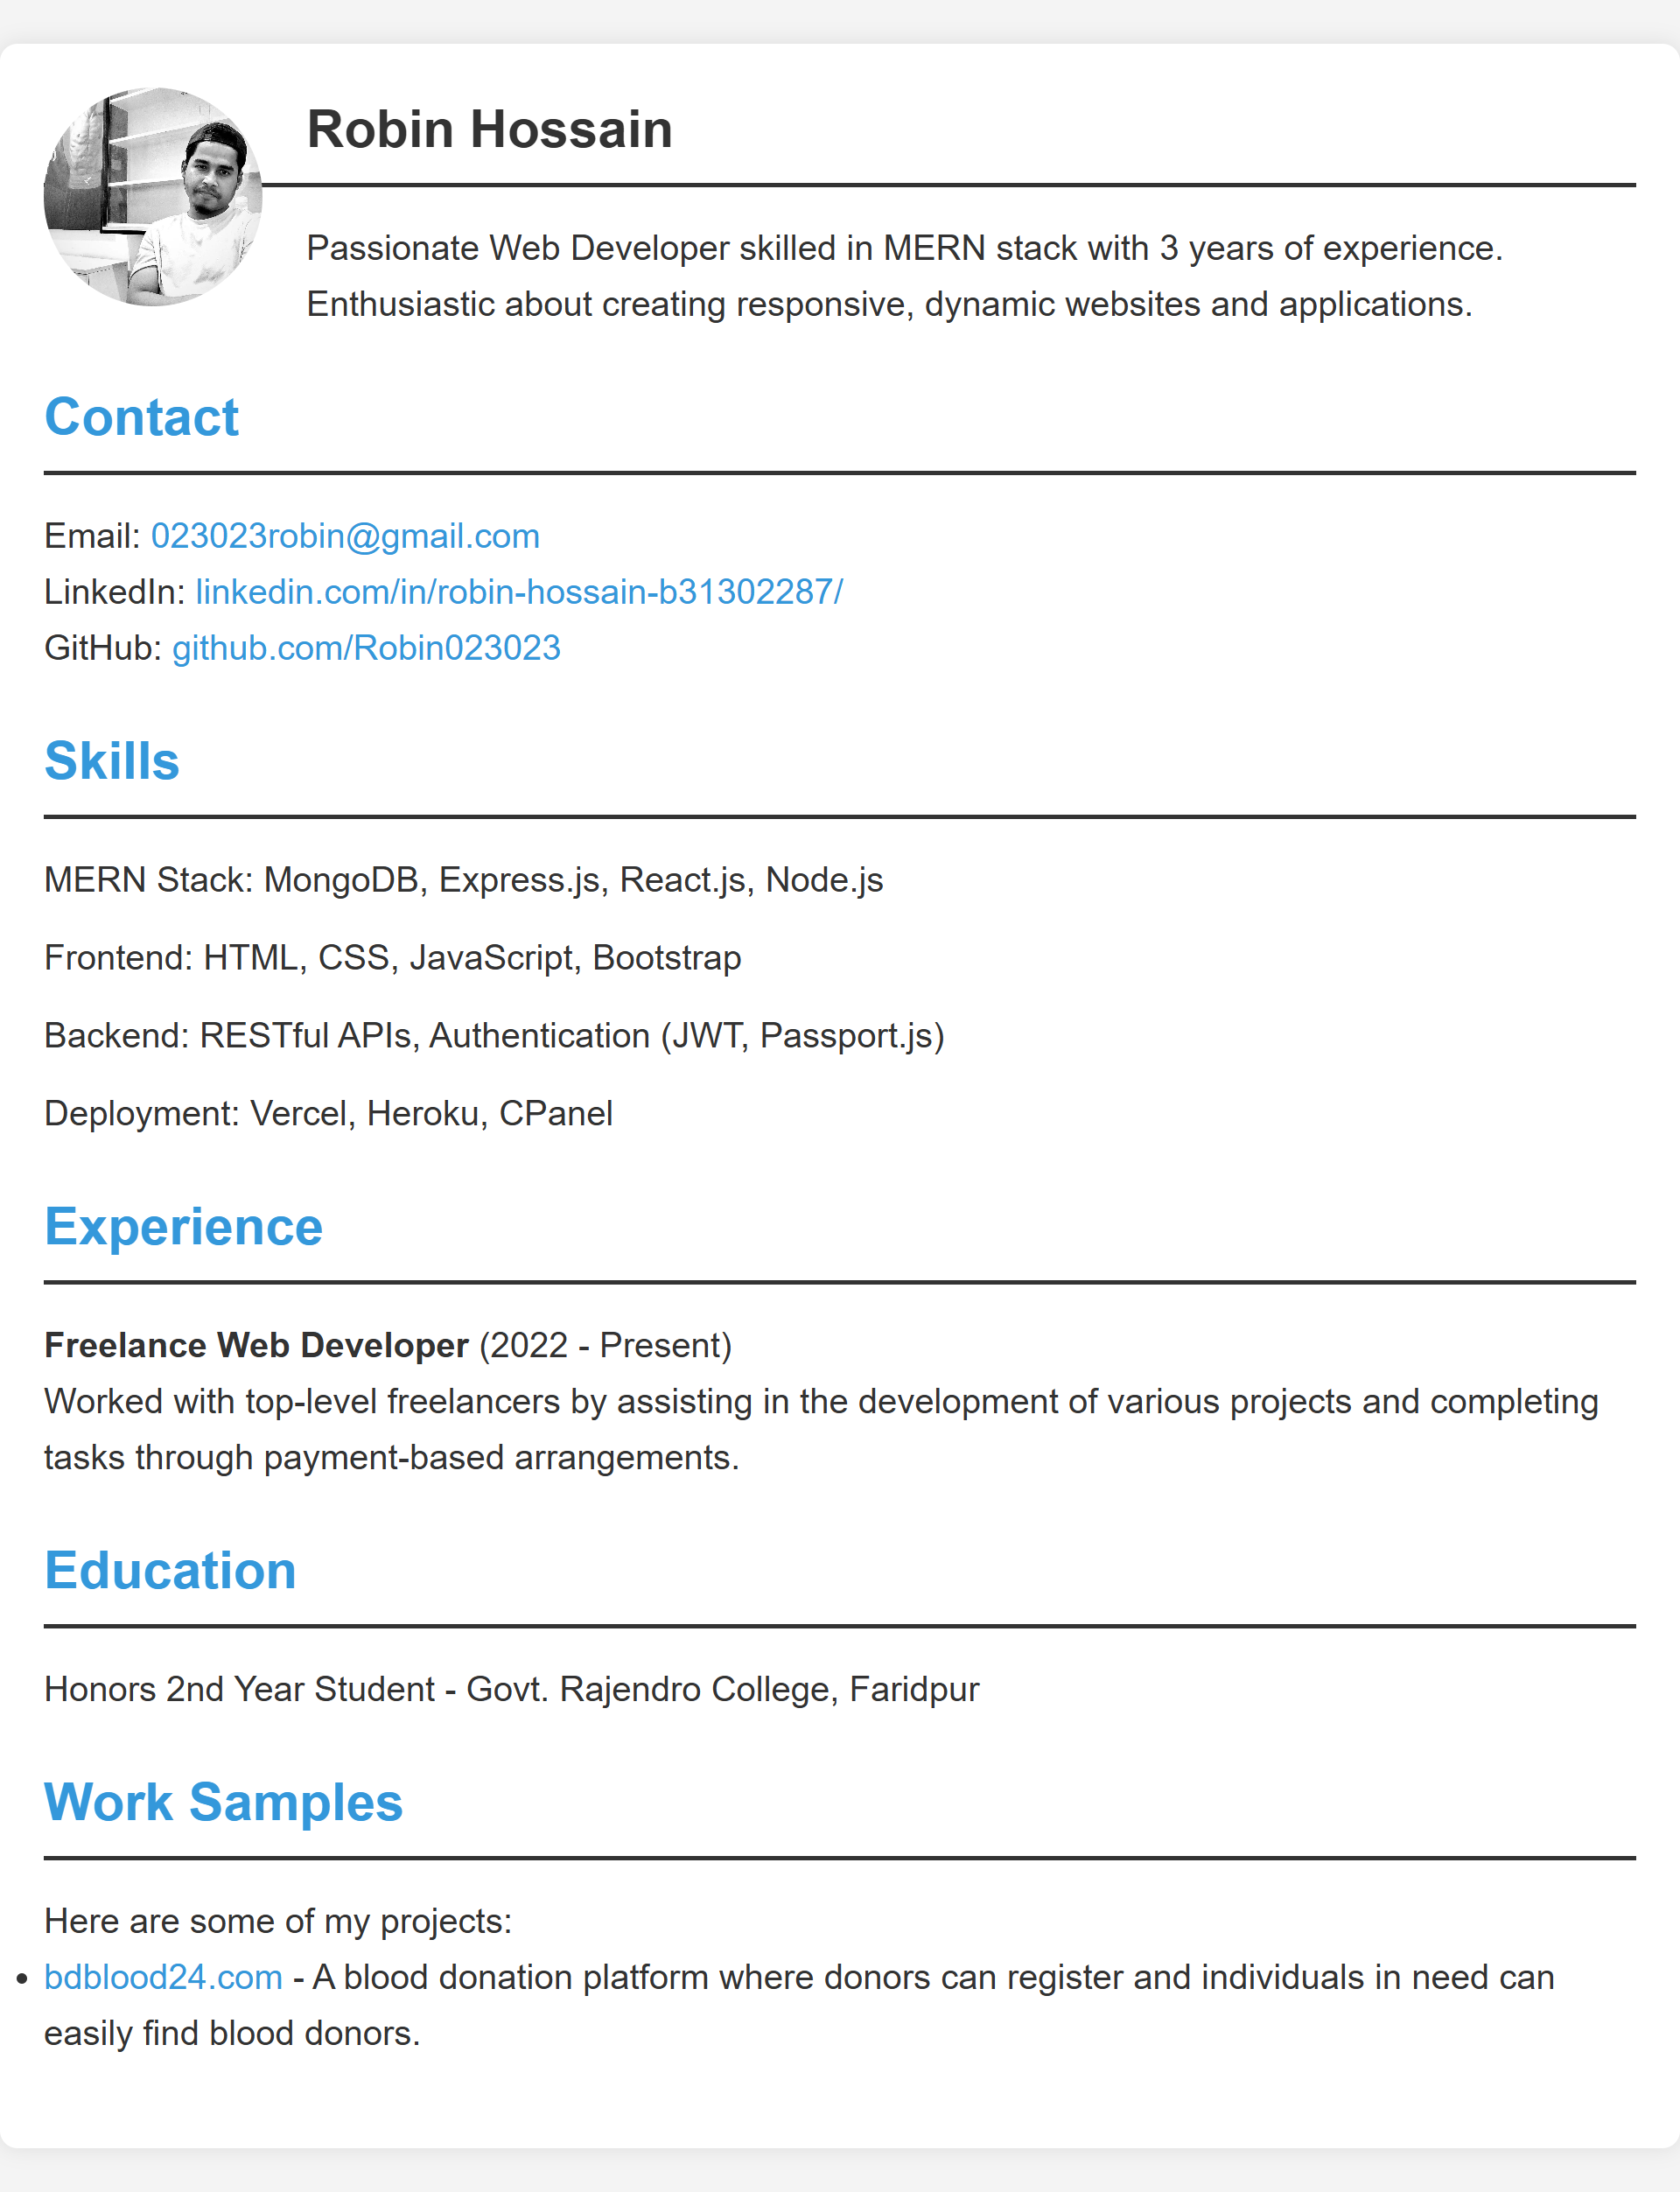 Robin Hossain
Passionate Web Developer skilled in MERN stack with 3 years of experience.
Enthusiastic about creating responsive, dynamic websites and applications.
Contact
Email: 023023robin@gmail.com
LinkedIn: linkedin.com/in/robin-hossain-b31302287/
GitHub: github.com/Robin023023
Skills
MERN Stack: MongoDB, Express.js, React.js, Node.js
Frontend: HTML, CSS, JavaScript, Bootstrap
Backend: RESTful APIs, Authentication (JWT, Passport.js)
Deployment: Vercel, Heroku, CPanel
Experience
Freelance Web Developer (2022 - Present)
Worked with top-level freelancers by assisting in the development of various projects and completing
tasks through payment-based arrangements.
Education
Honors 2nd Year Student - Govt. Rajendro College, Faridpur
Work Samples
Here are some of my projects:
• bdblood24.com - A blood donation platform where donors can register and individuals in need can
easily find blood donors.